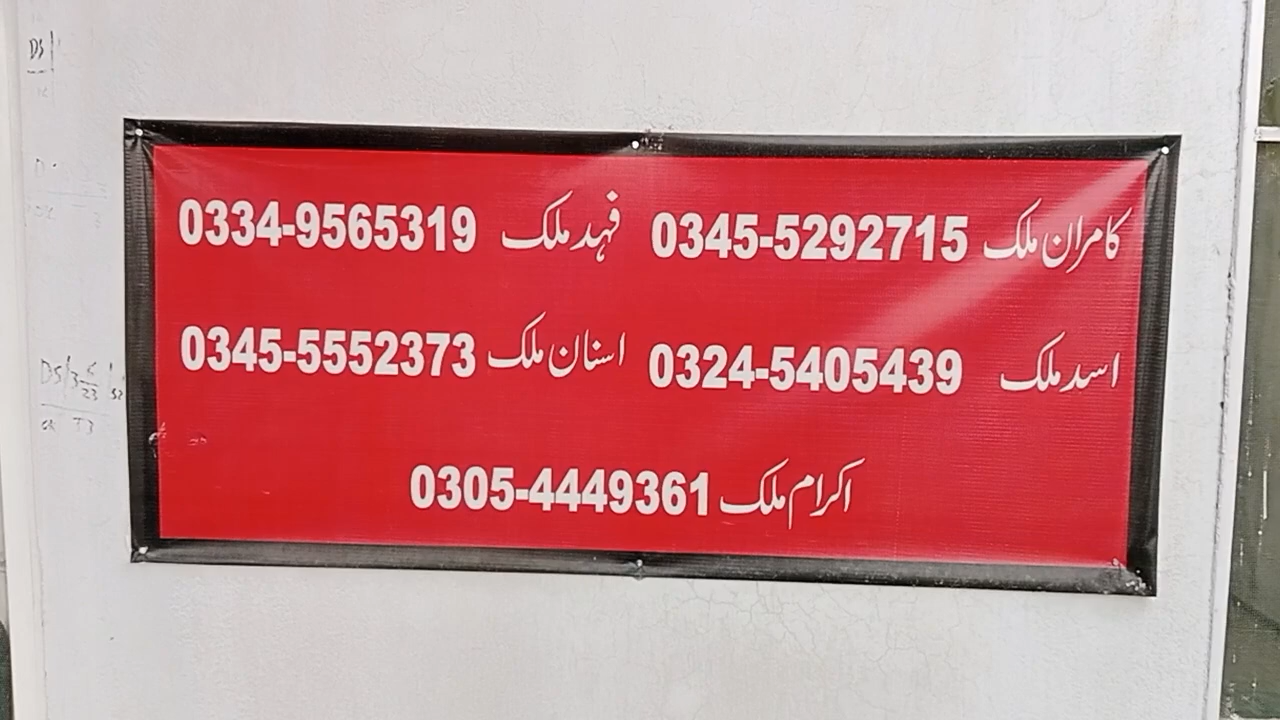 کامران ملک 0345-5292715 فہد ملک 0334-9565319
اسد ملک 0324-5405439 اسنان ملک 0345-5552373
اکرام ملک 0305-4449361